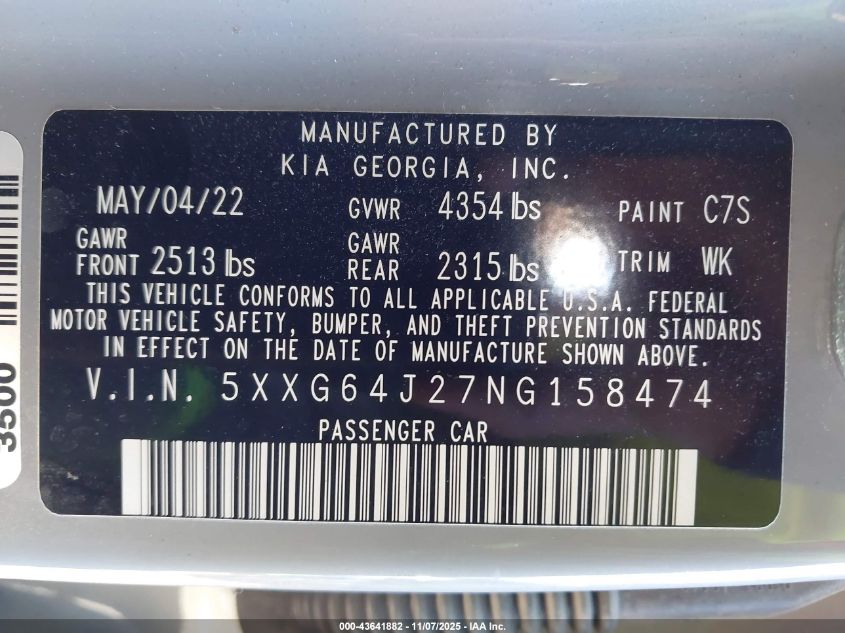 MANUFACTURED BY
KIA GEORGIA, INC.
MAY/04/22 GVWR 4354 lbs PAINT C7S
GAWR FRONT 2513 lbs GAWR REAR 2315 lbs TRIM WK
THIS VEHICLE CONFORMS TO ALL APPLICABLE U.S.A. FEDERAL
MOTOR VEHICLE SAFETY, BUMPER, AND THEFT PREVENTION STANDARDS
IN EFFECT ON THE DATE OF MANUFACTURE SHOWN ABOVE.
V.I.N. 5XXG64J27NG158474
PASSENGER CAR
3500
000-43641882 - 11/07/2025 - IAA Inc.